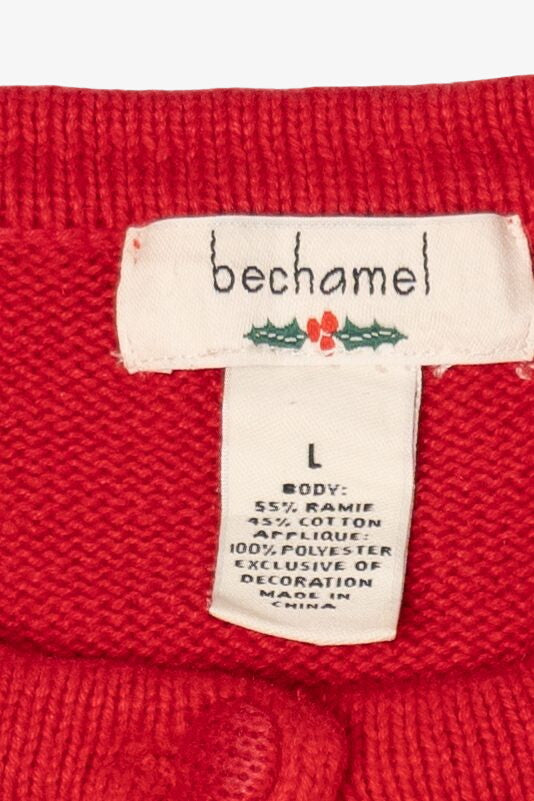 bechamel
L
BODY:
55% RAMIE
45% COTTON
APPLIQUE:
100% POLYESTER
EXCLUSIVE OF
DECORATION
MADE IN
CHINA